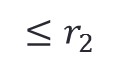 ≤ r₂